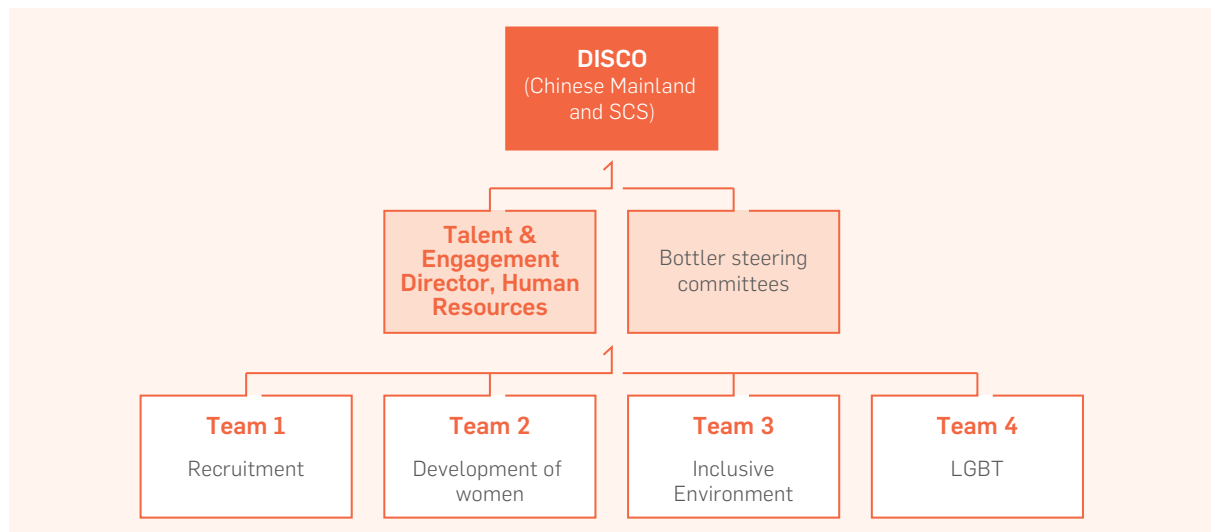 DISCO
(Chinese Mainland
and SCS)
Talent &
Engagement
Director, Human
Resources
Bottler steering
committees
Team 1
Recruitment
Team 2
Development of
women
Team 3
Inclusive
Environment
Team 4
LGBT